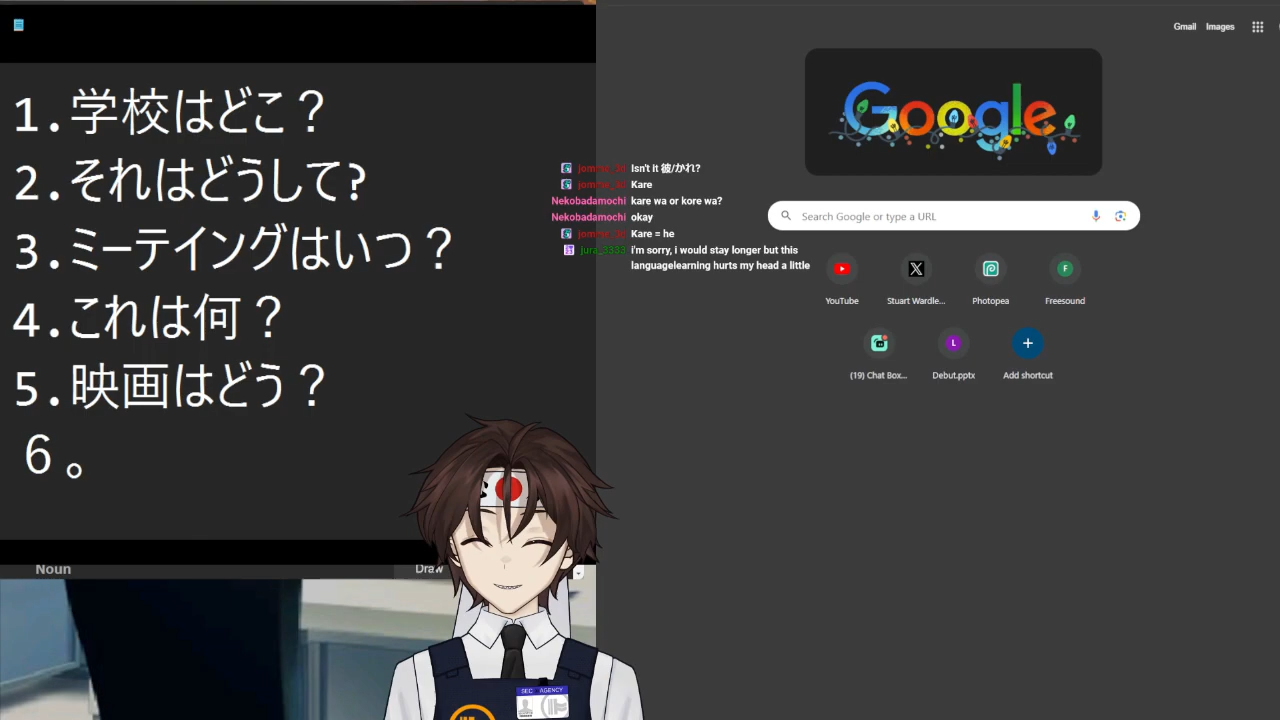 1.学校はどこ？
2.それはどうして?
3.ミーテイングはいつ？
4.これは何？
5.映画はどう？
６。
Noun
Draw
SEC AGENCY
Isn't it 彼/かれ?
Kare
Nekobadamochi kare wa or kore wa?
Nekobadamochi okay
Kare = he
jura_3333 i'm sorry, i would stay longer but this
languagelearning hurts my head a little
Gmail Images
Google
Search Google or type a URL
YouTube
Stuart Wardle...
Photopea
F
Freesound
(19) Chat Box...
L
Debut.pptx
Add shortcut